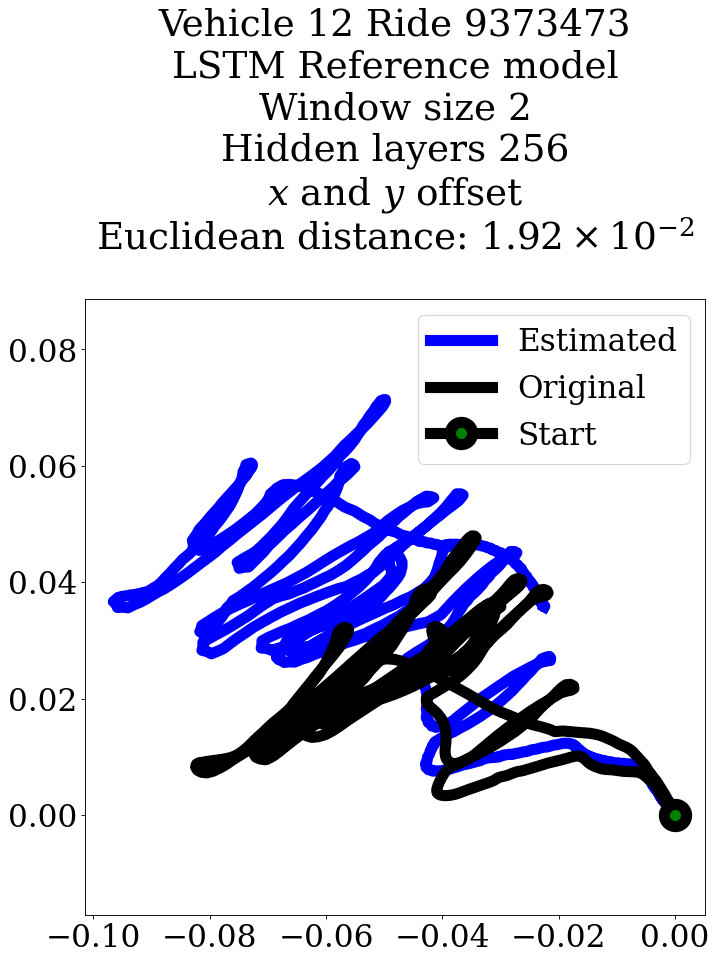 Vehicle 12 Ride 9373473
LSTM Reference model
Window size 2
Hidden layers 256
x and y offset
Euclidean distance: 1.92 × 10⁻²
Estimated
Original
Start
0.08
0.06
0.04
0.02
0.00
−0.10 −0.08 −0.06 −0.04 −0.02 0.00